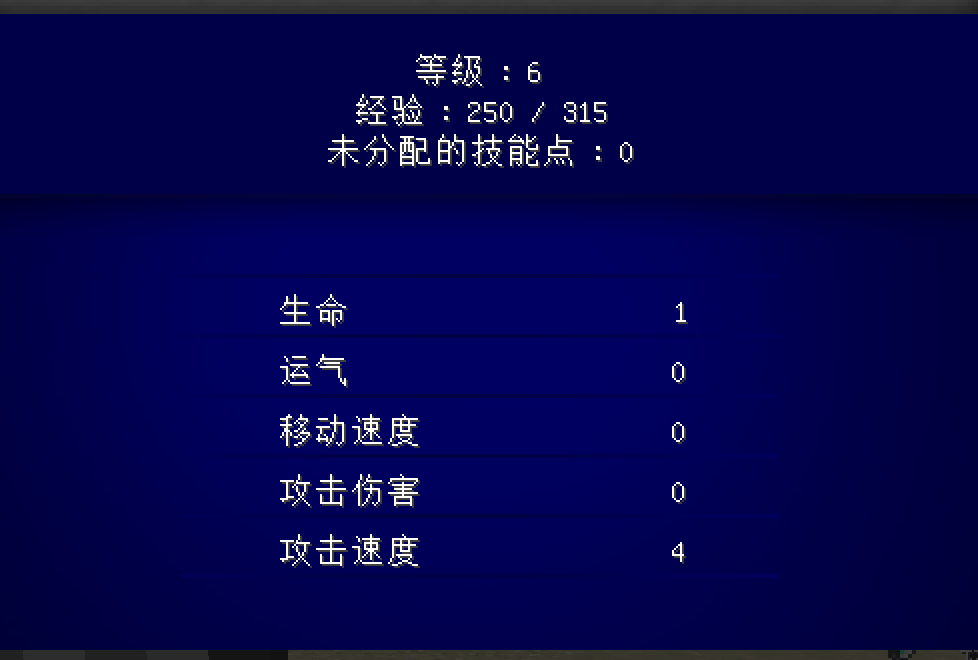 等级 : 6
经验 : 250 / 315
未分配的技能点 : 0
生命 1
运气 0
移动速度 0
攻击伤害 0
攻击速度 4